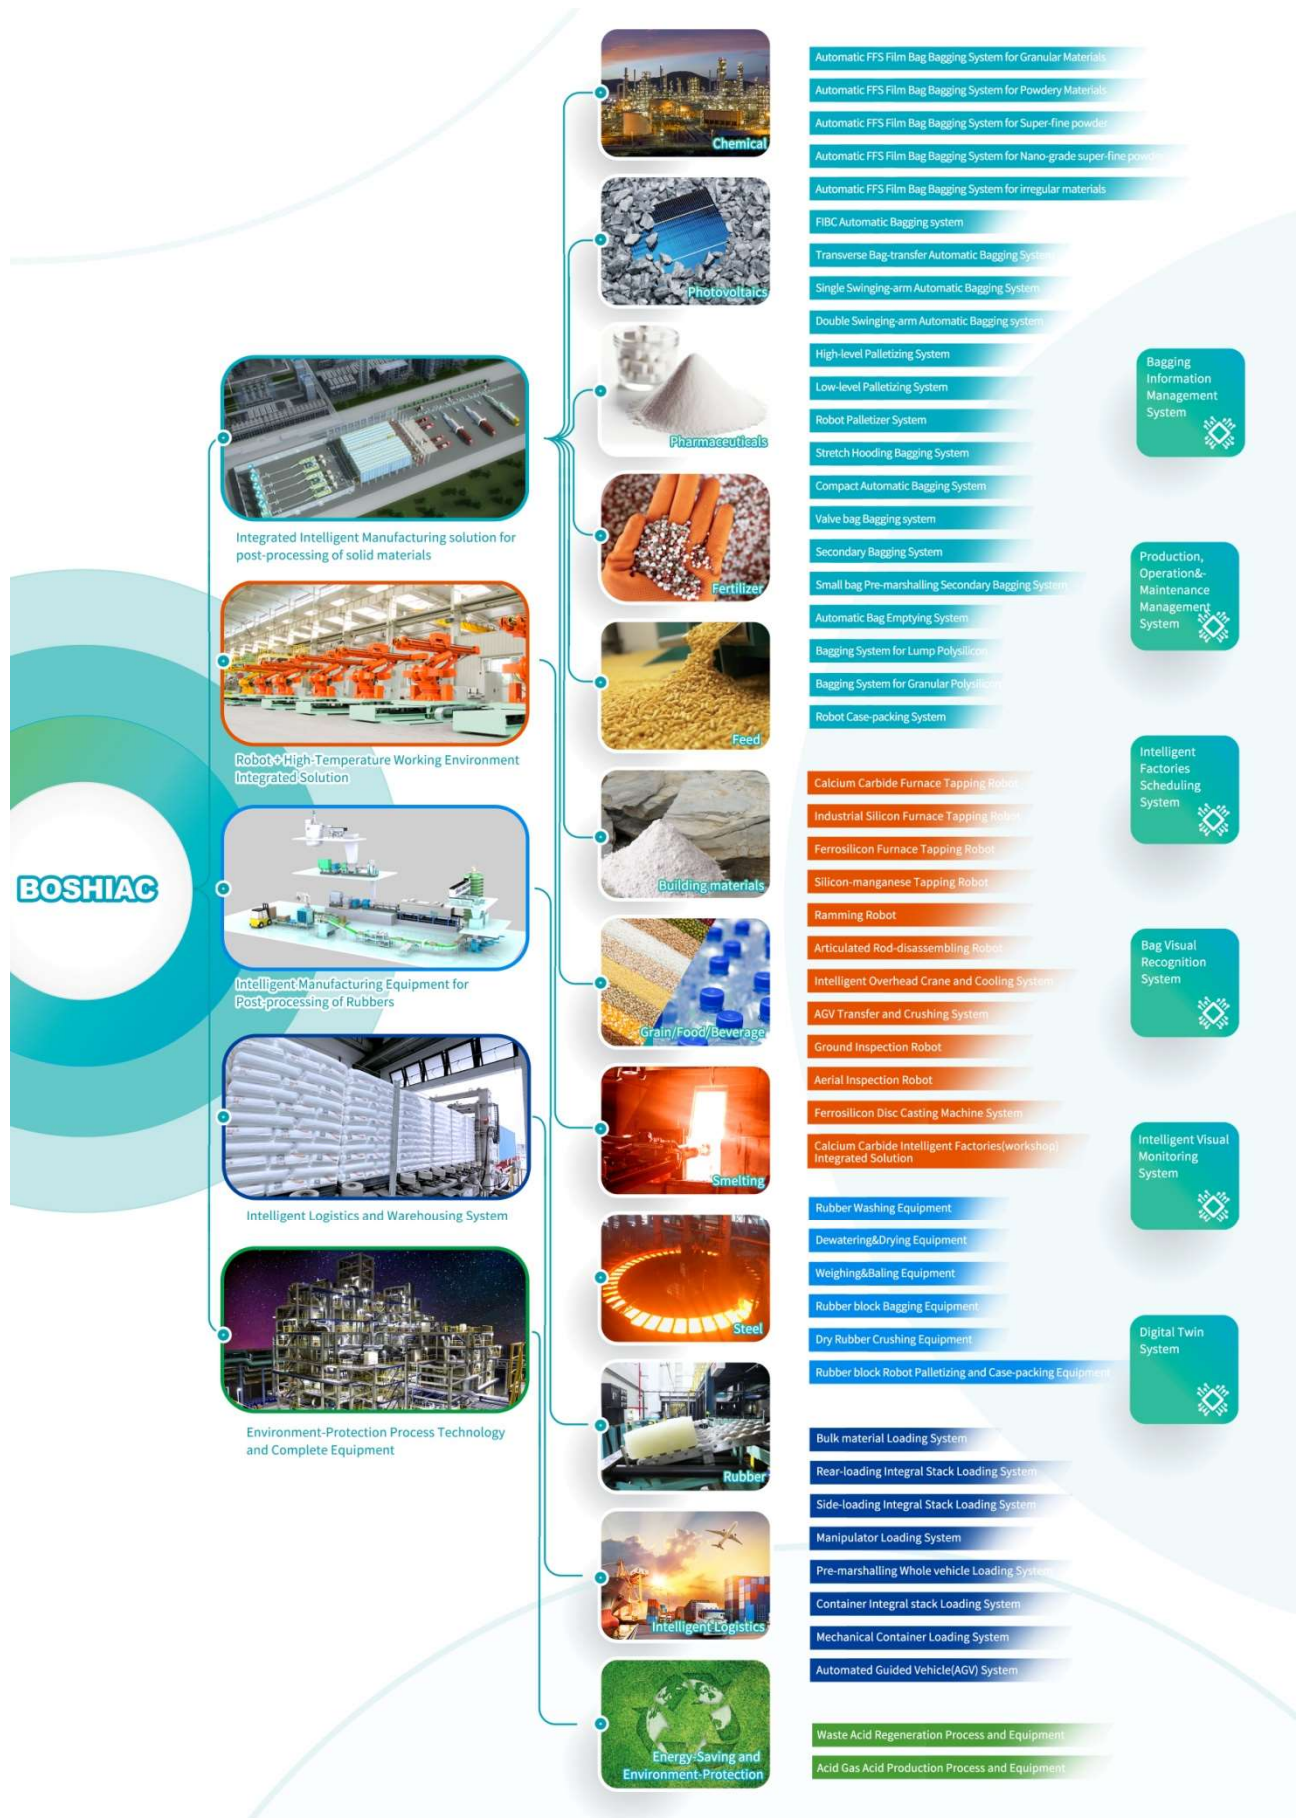 BOSHIAC
Integrated Intelligent Manufacturing solution for
post-processing of solid materials
Robot+High-Temperature Working Environment
Integrated Solution
Intelligent Manufacturing Equipment for
Post-processing of Rubbers
Intelligent Logistics and Warehousing System
Environment-Protection Process Technology
and Complete Equipment
Chemical
Photovoltaics
Pharmaceuticals
Fertilizer
Feed
Building materials
Grain/Food/Beverage
Smelting
Steel
Rubber
Intelligent Logistics
Energy-Saving and
Environment-Protection
Automatic FFS Film Bag Bagging System for Granular Materials
Automatic FFS Film Bag Bagging System for Powdery Materials
Automatic FFS Film Bag Bagging System for Super-fine powder
Automatic FFS Film Bag Bagging System for Nano-grade super-fine powder
Automatic FFS Film Bag Bagging System for irregular materials
FIBC Automatic Bagging system
Transverse Bag-transfer Automatic Bagging System
Single Swinging-arm Automatic Bagging System
Double Swinging-arm Automatic Bagging system
High-level Palletizing System
Low-level Palletizing System
Robot Palletizer System
Stretch Hooding Bagging System
Compact Automatic Bagging System
Valve bag Bagging system
Secondary Bagging System
Small bag Pre-marshalling Secondary Bagging System
Automatic Bag Emptying System
Bagging System for Lump Polysilicon
Bagging System for Granular Polysilicon
Robot Case-packing System
Calcium Carbide Furnace Tapping Robot
Industrial Silicon Furnace Tapping Robot
Ferrosilicon Furnace Tapping Robot
Silicon-manganese Tapping Robot
Ramming Robot
Articulated Rod-disassembling Robot
Intelligent Overhead Crane and Cooling System
AGV Transfer and Crushing System
Ground Inspection Robot
Aerial Inspection Robot
Ferrosilicon Disc Casting Machine System
Calcium Carbide Intelligent Factories(workshop)
Integrated Solution
Rubber Washing Equipment
Dewatering&Drying Equipment
Weighing&Baling Equipment
Rubber block Bagging Equipment
Dry Rubber Crushing Equipment
Rubber block Robot Palletizing and Case-packing Equipment
Bulk material Loading System
Rear-loading Integral Stack Loading System
Side-loading Integral Stack Loading System
Manipulator Loading System
Pre-marshalling Whole vehicle Loading System
Container Integral stack Loading System
Mechanical Container Loading System
Automated Guided Vehicle(AGV) System
Waste Acid Regeneration Process and Equipment
Acid Gas Acid Production Process and Equipment
Bagging
Information
Management
System
Production,
Operation&-
Maintenance
Management
System
Intelligent
Factories
Scheduling
System
Bag Visual
Recognition
System
Intelligent Visual
Monitoring
System
Digital Twin
System